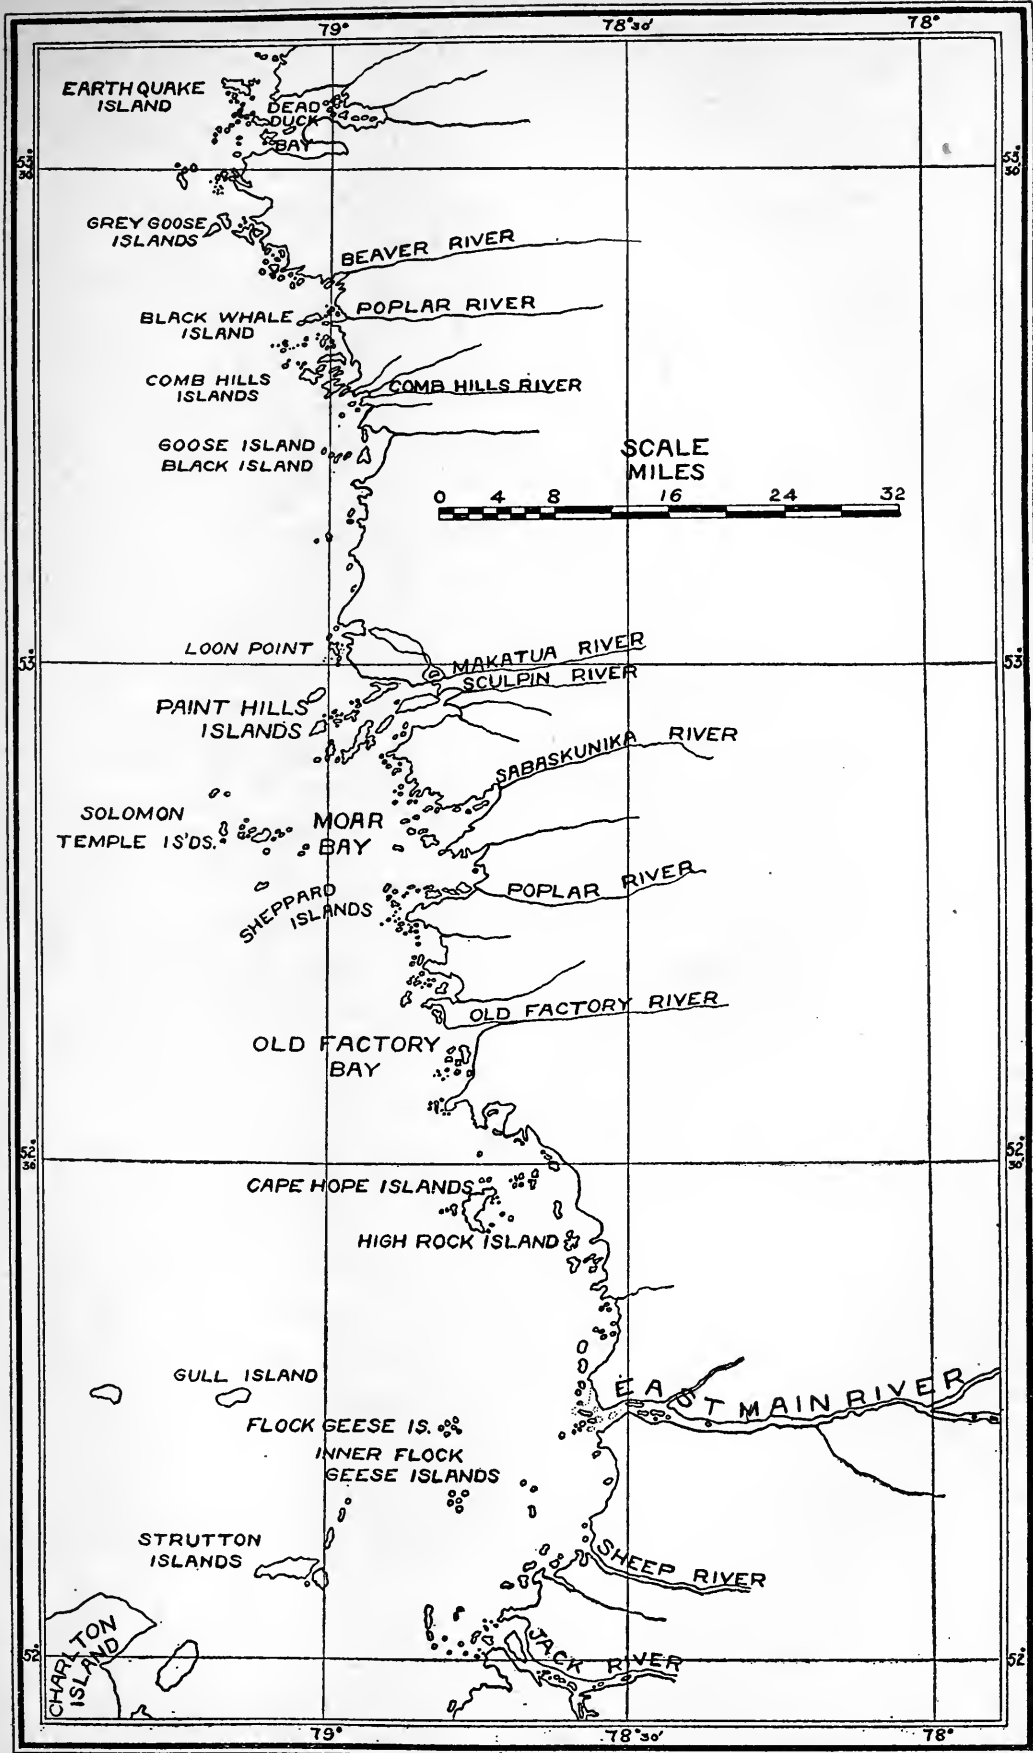 79° 78°30' 78°
EARTHQUAKE
ISLAND
DEAD
DUCK
BAY
53°
30'
53°
30'
GREY GOOSE
ISLANDS
BEAVER RIVER
POPLAR RIVER
BLACK WHALE
ISLAND
COMB HILLS
ISLANDS
COMB HILLS RIVER
GOOSE ISLAND
BLACK ISLAND
SCALE
MILES
0 4 8 16 24 32
LOON POINT
MAKATUA RIVER
53°
53°
SCULPIN RIVER
PAINT HILLS
ISLANDS
SABASKUNIKA RIVER
SOLOMON
TEMPLE IS'DS.
MOAR
BAY
POPLAR RIVER
SHEPPARD
ISLANDS
OLD FACTORY RIVER
OLD FACTORY
BAY
52°
30'
52°
30'
CAPE HOPE ISLANDS
HIGH ROCK ISLAND
GULL ISLAND
EAST MAIN RIVER
FLOCK GEESE IS.
INNER FLOCK
GEESE ISLANDS
STRUTTON
ISLANDS
SHEEP RIVER
CHARLTON
ISLAND
JACK RIVER
52°
52°
79° 78°30' 78°